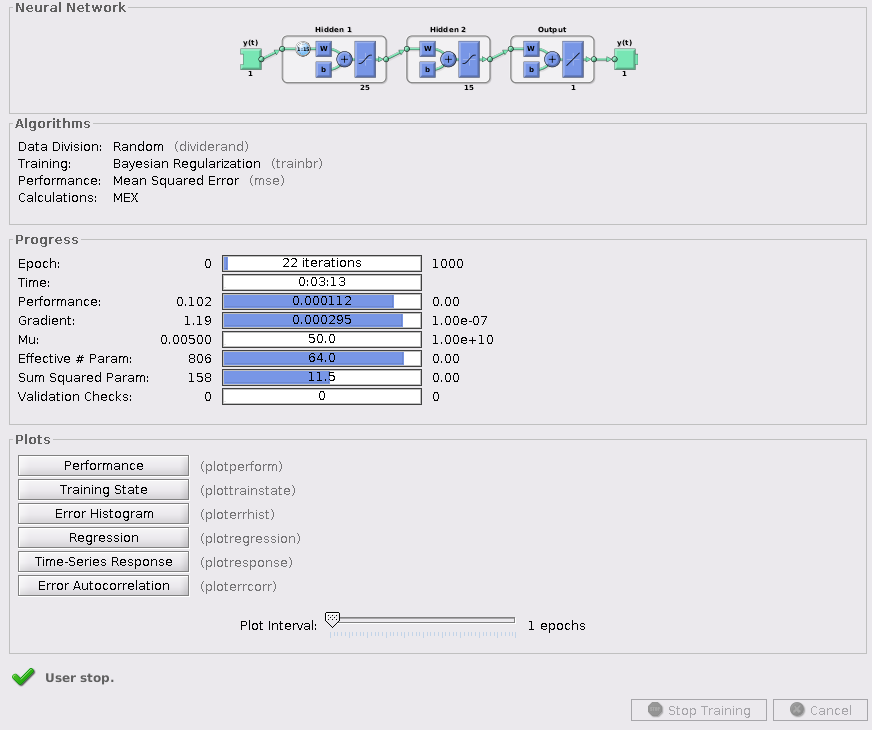 Neural Network
Hidden 1 Hidden 2 Output
y(t) y(t)
1:15 W W W
b b b
1 25 15 1 1
Algorithms
Data Division: Random (dividerand)
Training: Bayesian Regularization (trainbr)
Performance: Mean Squared Error (mse)
Calculations: MEX
Progress
Epoch: 0 22 iterations 1000
Time: 0:03:13
Performance: 0.102 0.000112 0.00
Gradient: 1.19 0.000295 1.00e-07
Mu: 0.00500 50.0 1.00e+10
Effective # Param: 806 64.0 0.00
Sum Squared Param: 158 11.5 0.00
Validation Checks: 0 0 0
Plots
Performance (plotperform)
Training State (plottrainstate)
Error Histogram (ploterrhist)
Regression (plotregression)
Time-Series Response (plotresponse)
Error Autocorrelation (ploterrcorr)
Plot Interval: 1 epochs
User stop.
Stop Training Cancel